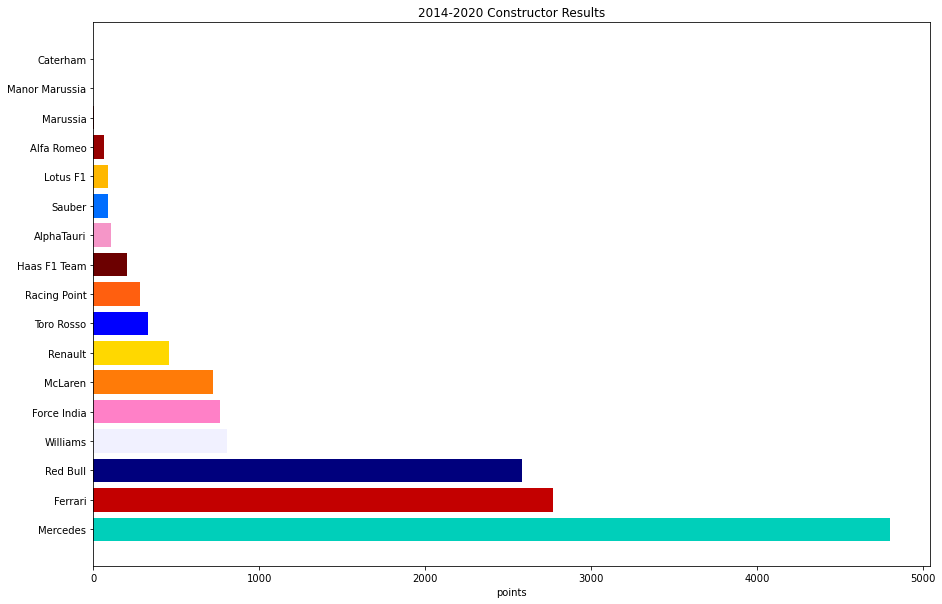 2014-2020 Constructor Results
Caterham
Manor Marussia
Marussia
Alfa Romeo
Lotus F1
Sauber
AlphaTauri
Haas F1 Team
Racing Point
Toro Rosso
Renault
McLaren
Force India
Williams
Red Bull
Ferrari
Mercedes
0 1000 2000 3000 4000 5000
points